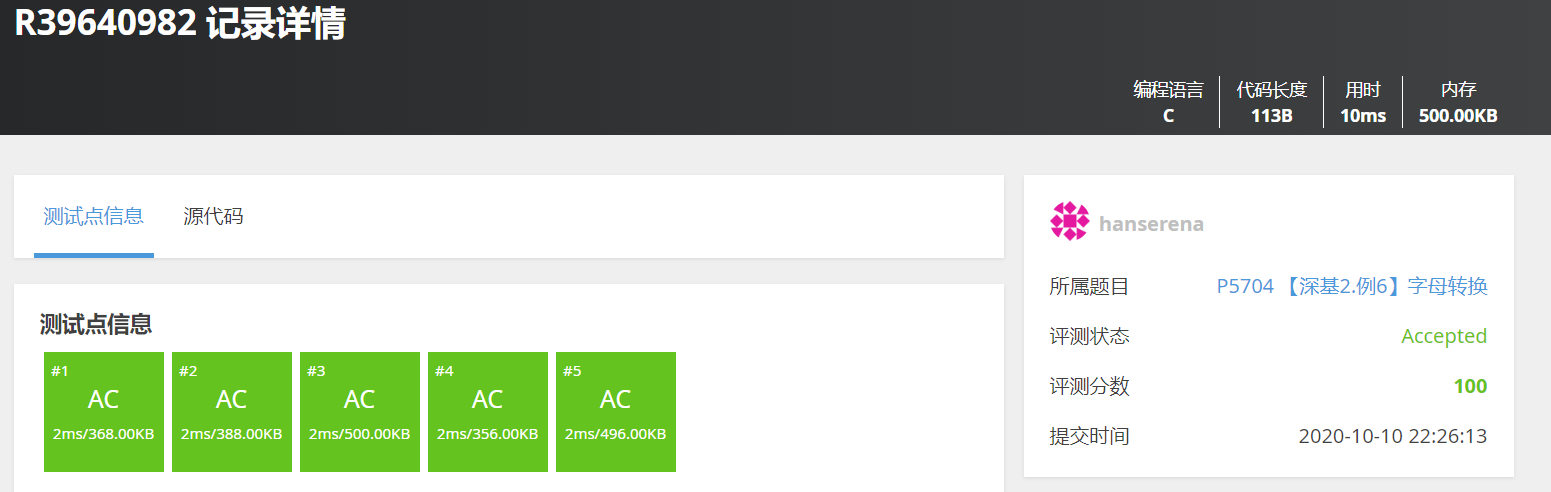 R39640982 记录详情
编程语言 代码长度 用时 内存
C 113B 10ms 500.00KB
测试点信息 源代码
测试点信息
#1 #2 #3 #4 #5
AC AC AC AC AC
2ms/368.00KB 2ms/388.00KB 2ms/500.00KB 2ms/356.00KB 2ms/496.00KB
hanserena
所属题目 P5704 【深基2.例6】字母转换
评测状态 Accepted
评测分数 100
提交时间 2020-10-10 22:26:13